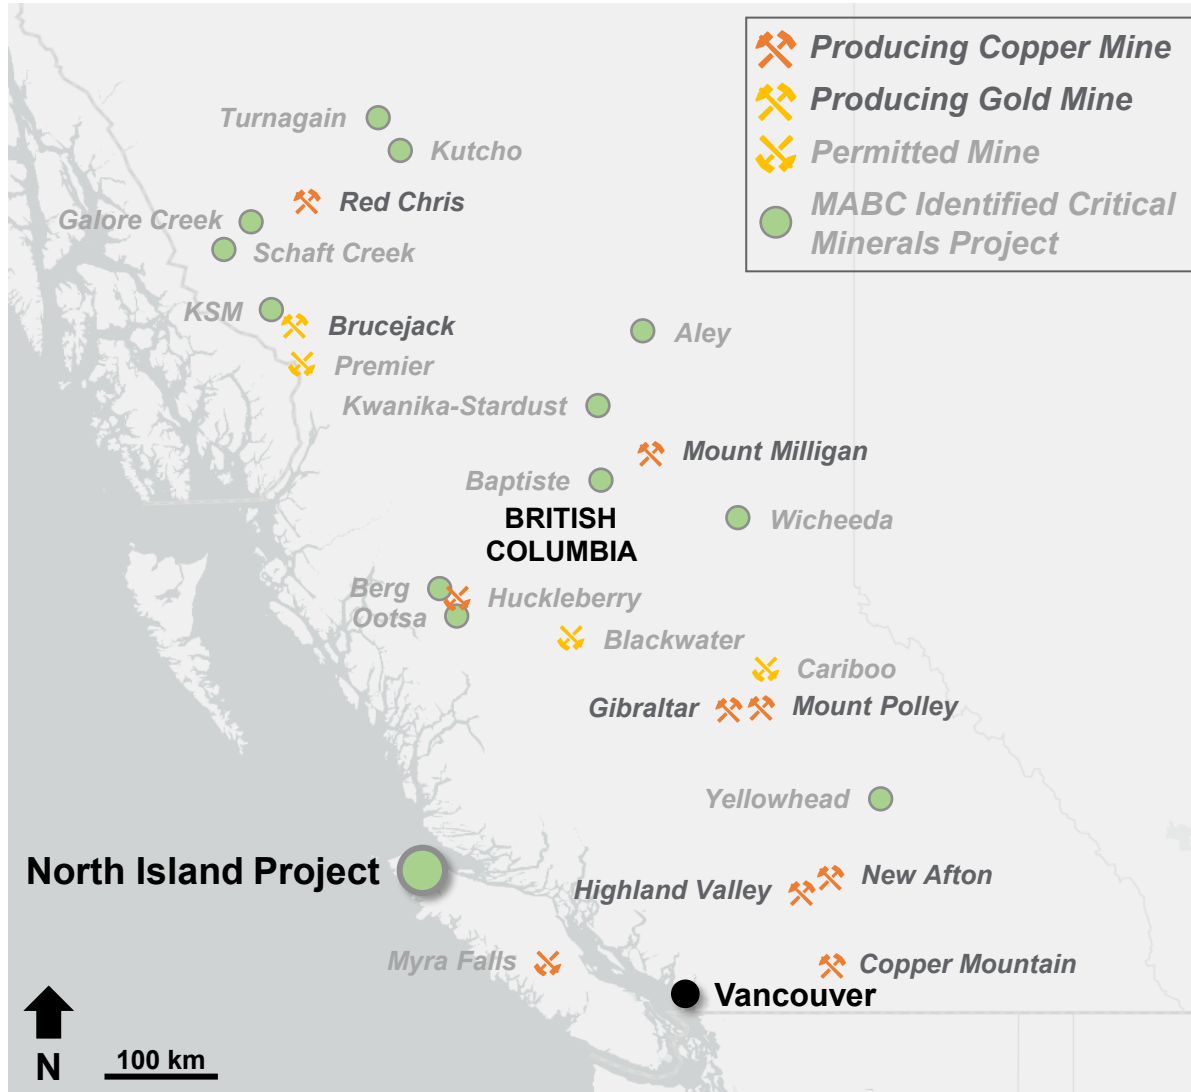 Producing Copper Mine
Producing Gold Mine
Permitted Mine
MABC Identified Critical
Minerals Project
Turnagain
Kutcho
Red Chris
Galore Creek
Schaft Creek
KSM
Brucejack
Premier
Aley
Kwanika-Stardust
Mount Milligan
Baptiste
Wicheeda
BRITISH
COLUMBIA
Berg
Huckleberry
Ootsa
Blackwater
Cariboo
Gibraltar
Mount Polley
Yellowhead
North Island Project
New Afton
Highland Valley
Myra Falls
Copper Mountain
Vancouver
N
100 km